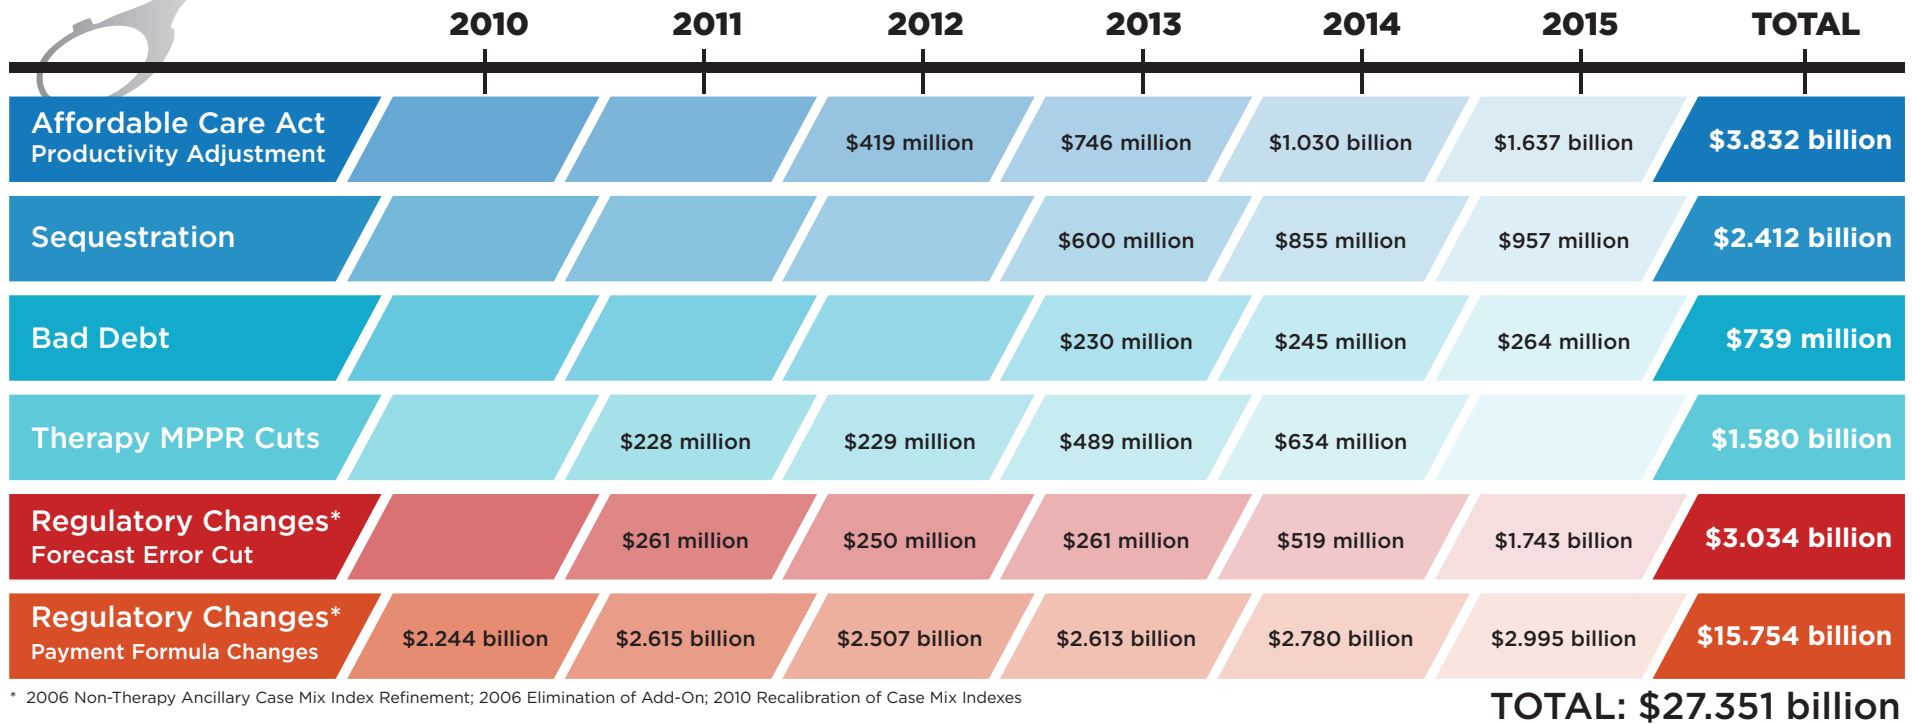 2010 2011 2012 2013 2014 2015 TOTAL
Affordable Care Act
Productivity Adjustment
$419 million $746 million $1.030 billion $1.637 billion $3.832 billion
Sequestration $600 million $855 million $957 million $2.412 billion
Bad Debt $230 million $245 million $264 million $739 million
Therapy MPPR Cuts $228 million $229 million $489 million $634 million $1.580 billion
Regulatory Changes*
Forecast Error Cut
$261 million $250 million $261 million $519 million $1.743 billion $3.034 billion
Regulatory Changes*
Payment Formula Changes
$2.244 billion $2.615 billion $2.507 billion $2.613 billion $2.780 billion $2.995 billion $15.754 billion
* 2006 Non-Therapy Ancillary Case Mix Index Refinement; 2006 Elimination of Add-On; 2010 Recalibration of Case Mix Indexes
TOTAL: $27.351 billion